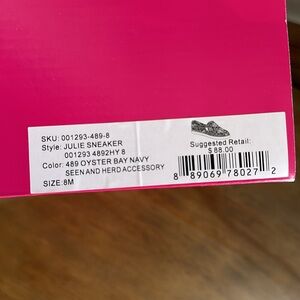 SKU: 001293-489-8
Style: JULIE SNEAKER
001293 4892HY 8
Color: 489 OYSTER BAY NAVY
SEEN AND HERD ACCESSORY
SIZE: 8M
Suggested Retail:
$ 88.00
8 89069 78027 2